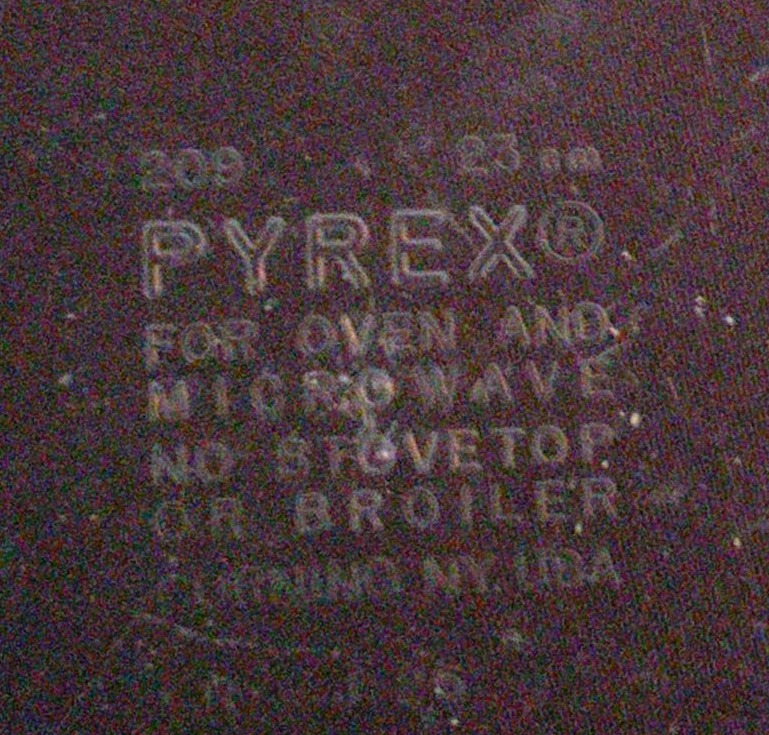 209 23 cm
PYREX®
FOR OVEN AND
MICROWAVE
NO STOVETOP
OR BROILER
CORNING NY. USA